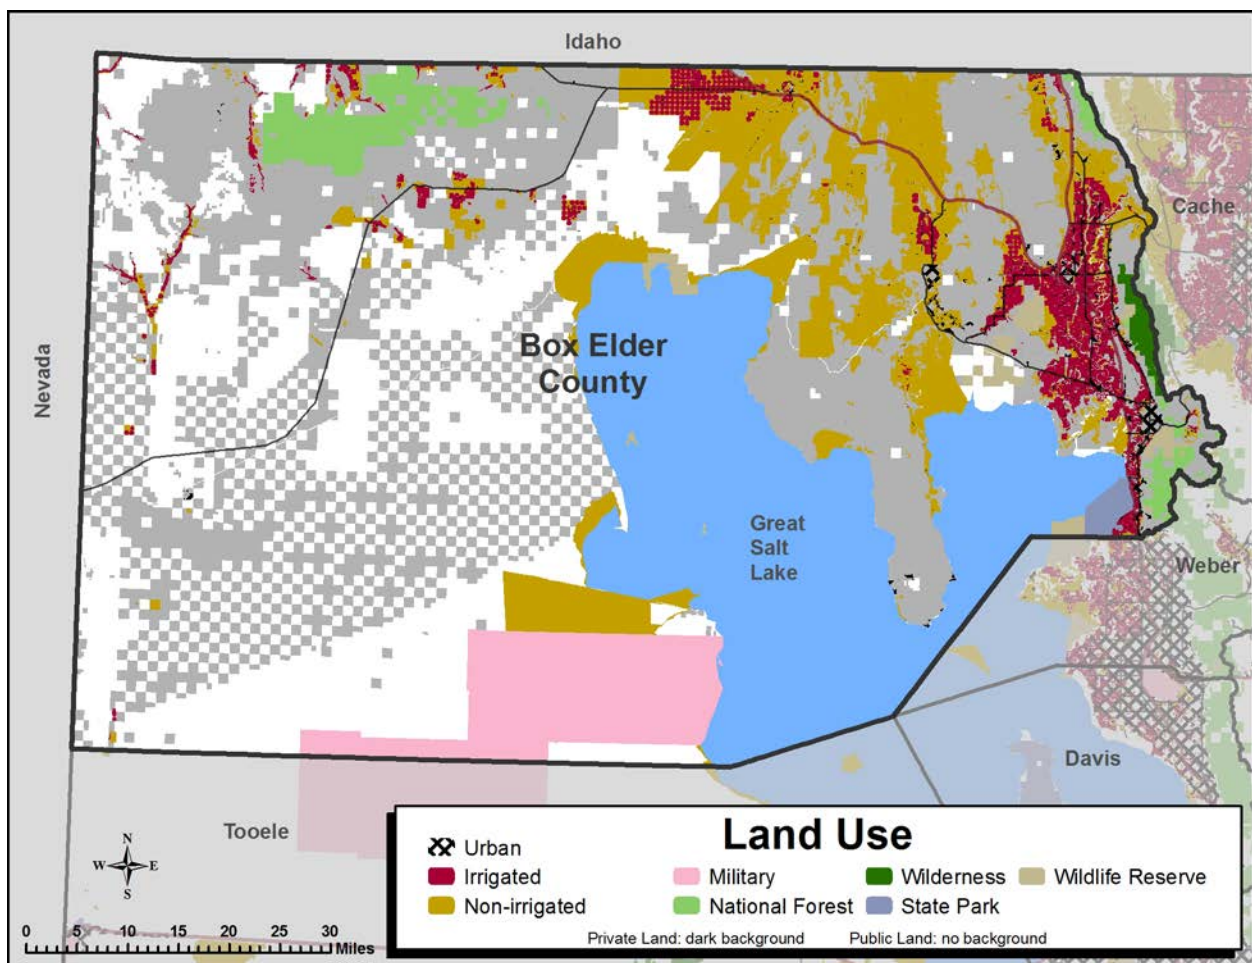 Idaho
Cache
Nevada
Box Elder
County
Great
Salt
Lake
Weber
Davis
Tooele
N
W E
S
0 5 10 15 20 25 30
Miles
Land Use
Urban
Irrigated
Military
Wilderness
Wildlife Reserve
Non-irrigated
National Forest
State Park
Private Land: dark background
Public Land: no background